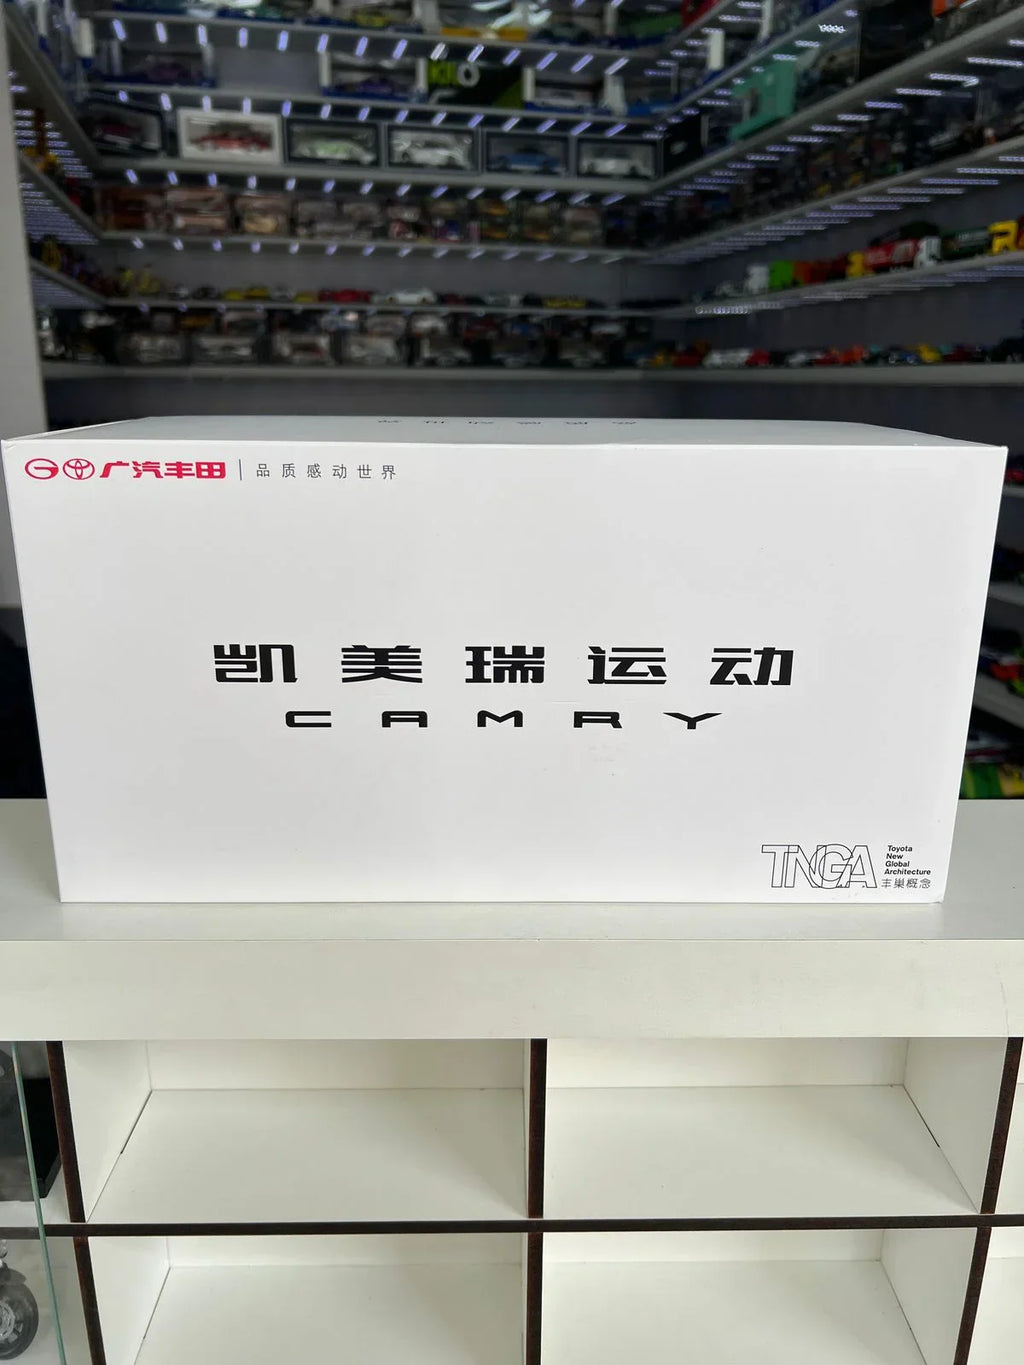 广汽丰田 | 品质感动世界
凯美瑞运动
CAMRY
TNGA
Toyota
New
Global
Architecture
丰巢概念